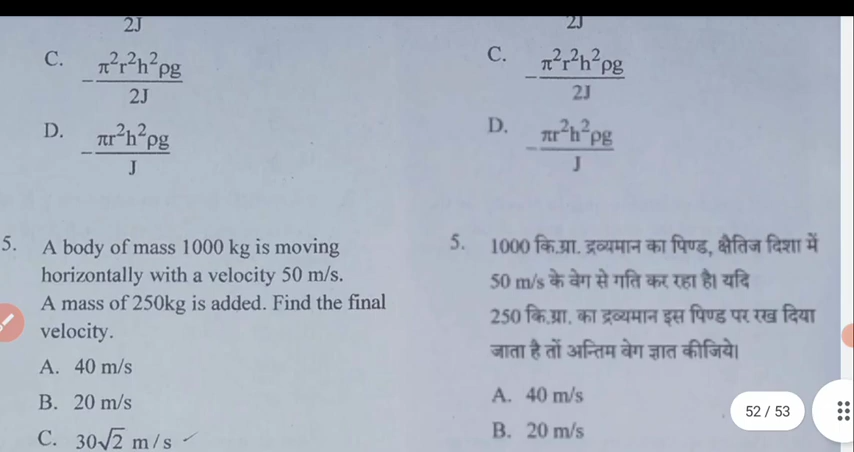 2J
C. -π²r²h²ρg
2J
D. -πr²h²ρg
J
5. A body of mass 1000 kg is moving
horizontally with a velocity 50 m/s.
A mass of 250kg is added. Find the final
velocity.
A. 40 m/s
B. 20 m/s
C. 30√2 m / s
2J
C. -π²r²h²ρg
2J
D. -πr²h²ρg
J
5. 1000 कि.ग्रा. द्रव्यमान का पिण्ड, क्षैतिज दिशा में
50 m/s के वेग से गति कर रहा है। यदि
250 कि.ग्रा. का द्रव्यमान इस पिण्ड पर रख दिया
जाता है तों अन्तिम वेग ज्ञात कीजिये।
A. 40 m/s
B. 20 m/s
52 / 53